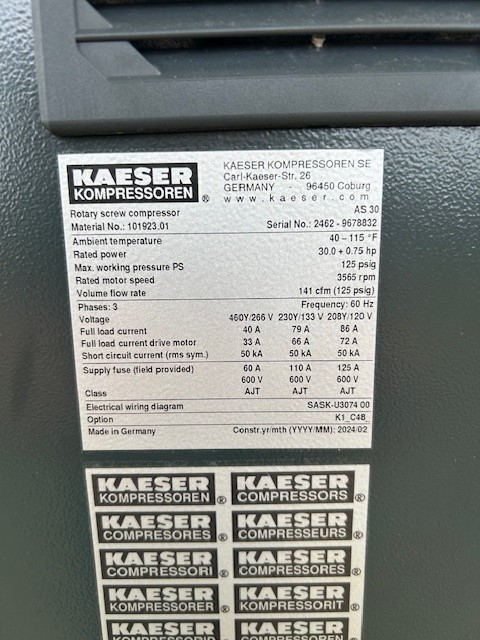 KAESER
KOMPRESSOREN ®
KAESER KOMPRESSOREN SE
Carl-Kaeser-Str. 26
GERMANY - 96450 Coburg
www.kaeser.com
Rotary screw compressor AS 30
Material No.: 101923.01 Serial No.: 2462 - 9678832
Ambient temperature 40 – 115 °F
Rated power 30.0 + 0.75 hp
Max. working pressure PS 125 psig
Rated motor speed 3565 rpm
Volume flow rate 141 cfm (125 psig)
Phases: 3 Frequency: 60 Hz
Voltage 460Y/266 V 230Y/133 V 208Y/120 V
Full load current 40 A 79 A 86 A
Full load current drive motor 33 A 66 A 72 A
Short circuit current (rms sym.) 50 kA 50 kA 50 kA
Supply fuse (field provided) 60 A 110 A 125 A
600 V 600 V 600 V
Class AJT AJT AJT
Electrical wiring diagram SASK-U3074 00
Option K1_C48_
Made in Germany Constr.yr/mth (YYYY/MM): 2024/02
KAESER KAESER
KOMPRESSOREN ® COMPRESSORS ®
KAESER KAESER
COMPRESORES ® COMPRESSEURS ®
KAESER KAESER
COMPRESSORI ® COMPRESSORES ®
KAESER KAESER
KOMPRESSORER ® KOMPRESSORIT ®
KAESER KAESER